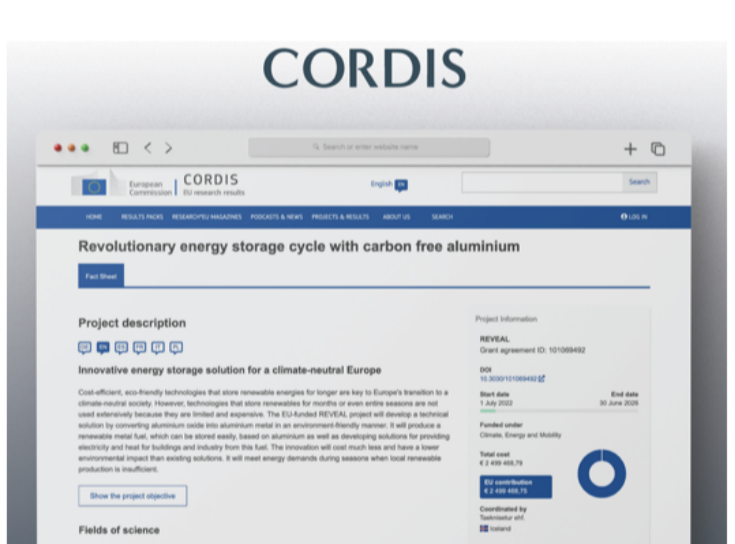 CORDIS
Search or enter website name
European
Commission
CORDIS
EU research results
English EN
Search
HOME RESULTS PACKS RESEARCH*EU MAGAZINES PODCASTS & NEWS PROJECTS & RESULTS ABOUT US SEARCH LOG IN
Revolutionary energy storage cycle with carbon free aluminium
Fact Sheet
Project description
DE EN ES FR IT PL
Innovative energy storage solution for a climate-neutral Europe
Cost-efficient, eco-friendly technologies that store renewable energies for longer are key to Europe's transition to a
climate-neutral society. However, technologies that store renewables for months or even entire seasons are not
used extensively because they are limited and expensive. The EU-funded REVEAL project will develop a technical
solution by converting aluminium oxide into aluminium metal in an environment-friendly manner. It will produce a
renewable metal fuel, which can be stored easily, based on aluminium as well as developing solutions for providing
electricity and heat for buildings and industry from this fuel. The innovation will cost much less and have a lower
environmental impact than existing solutions. It will meet energy demands during seasons when local renewable
production is insufficient.
Show the project objective
Fields of science
Project Information
REVEAL
Grant agreement ID: 101069492
DOI
10.3030/101069492
Start date End date
1 July 2022 30 June 2026
Funded under
Climate, Energy and Mobility
Total cost
€ 2 499 468,79
EU contribution
€ 2 499 468,75
Coordinated by
Iceland